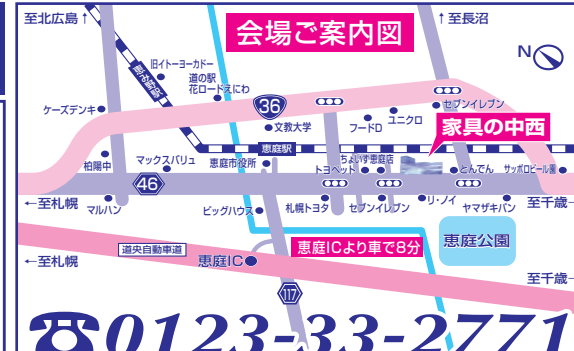 至北広島↑
会場ご案内図
↑至長沼
N
旧イトーヨーカドー
恵み野駅
道の駅
花ロードえにわ
36
セブンイレブン
ケーズデンキ
文教大学
フードD
ユニクロ
家具の中西
恵庭駅
柏陽中
マックスバリュ
恵庭市役所
ちょいす恵庭店
トヨペット
とんでん
サッポロビール園
46
←至札幌
マルハン
ビッグハウス
札幌トヨタ
セブンイレブン
リ・ノイ
ヤマザキパン
至千歳→
道央自動車道
恵庭ICより車で8分
恵庭公園
←至札幌
恵庭IC
至千歳→
117
☎0123-33-2771